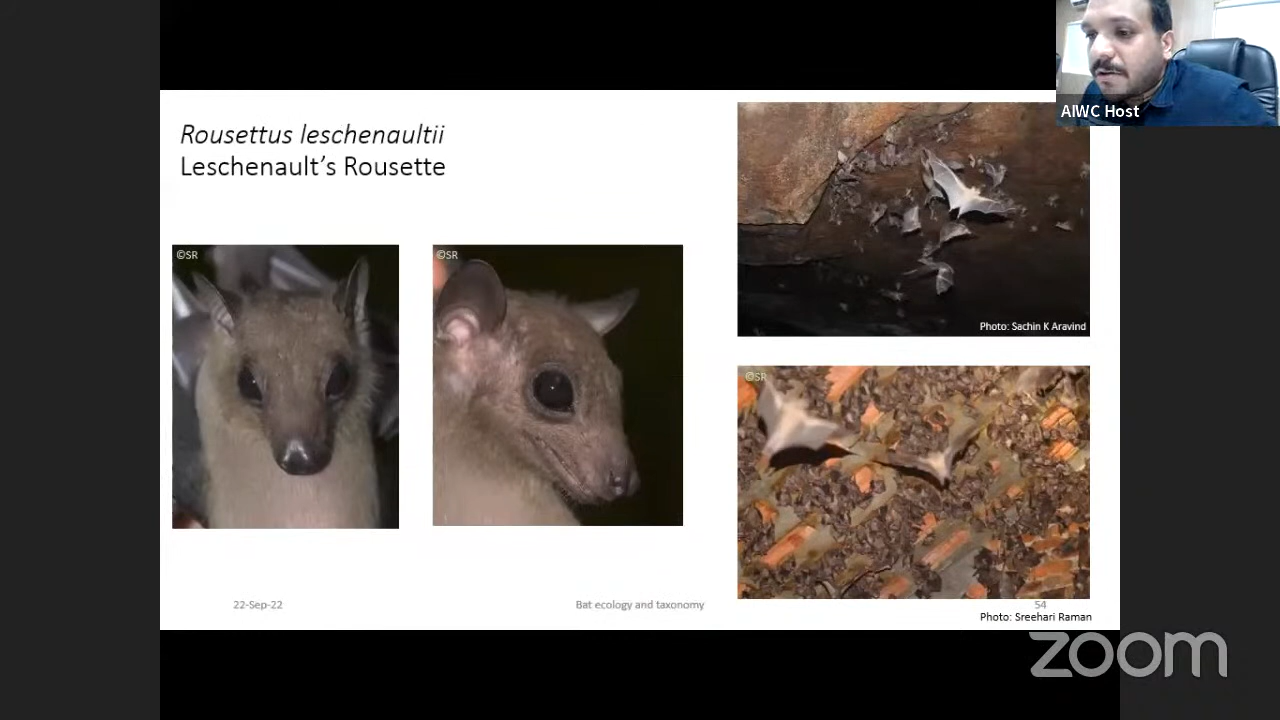 AIWC Host
Rousettus leschenaultii
Leschenault’s Rousette
©SR
©SR
Photo: Sachin K Aravind
©SR
22-Sep-22
Bat ecology and taxonomy
54
Photo: Sreehari Raman
zoom